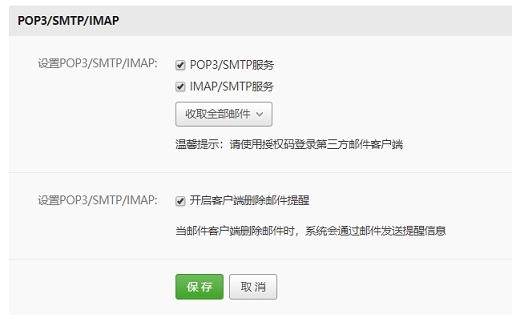 POP3/SMTP/IMAP
设置POP3/SMTP/IMAP: POP3/SMTP服务
IMAP/SMTP服务
收取全部邮件
温馨提示：请使用授权码登录第三方邮件客户端
设置POP3/SMTP/IMAP: 开启客户端删除邮件提醒
当邮件客户端删除邮件时，系统会通过邮件发送提醒信息
保存 取消